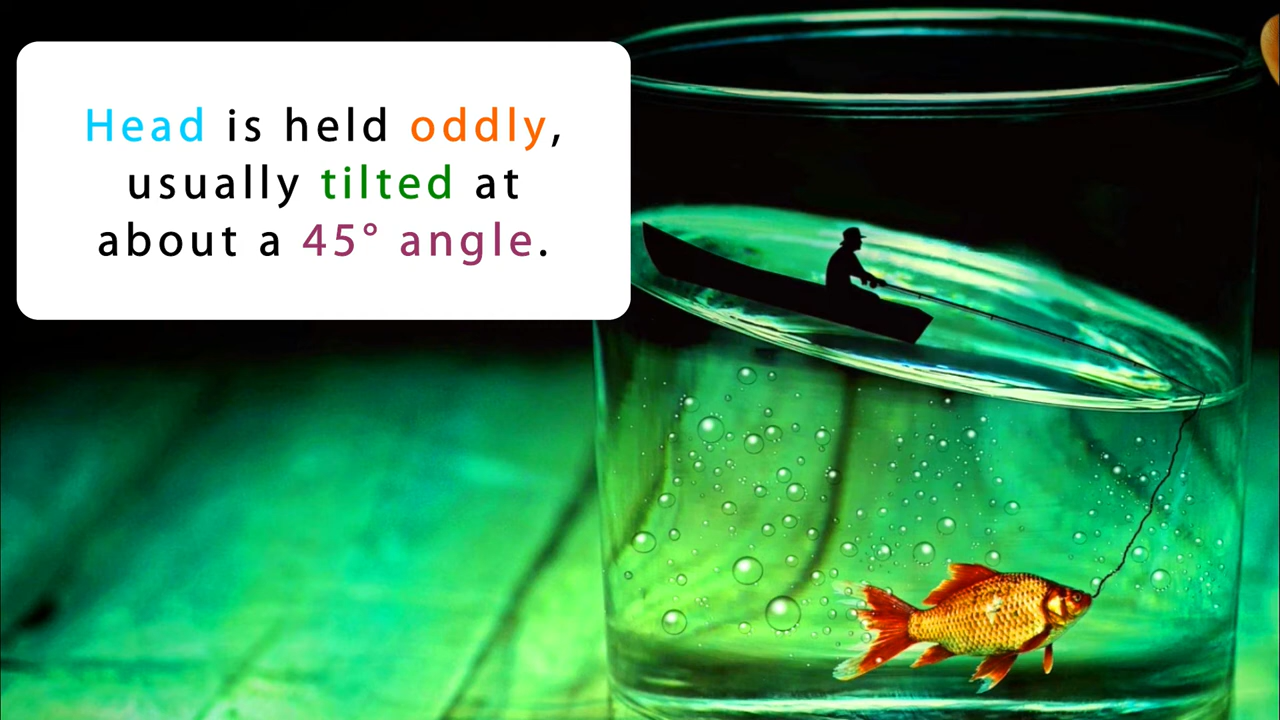 Head is held oddly,
usually tilted at
about a 45° angle.